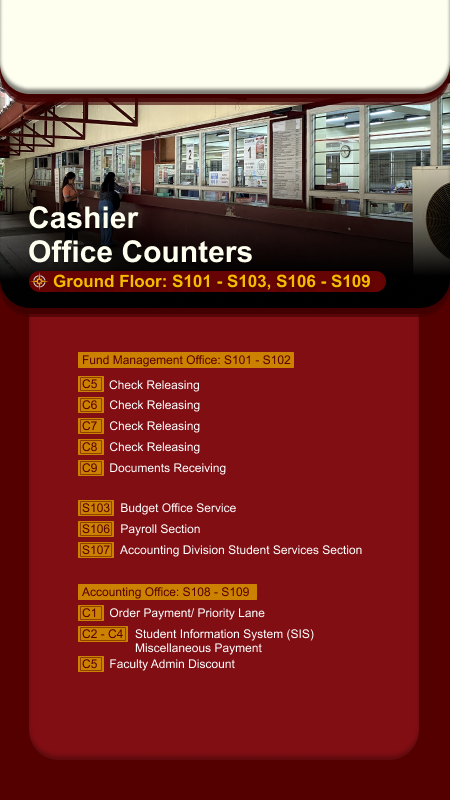 2
1
Cashier
Office Counters
Ground Floor: S101 - S103, S106 - S109
Fund Management Office: S101 - S102
C5 Check Releasing
C6 Check Releasing
C7 Check Releasing
C8 Check Releasing
C9 Documents Receiving
S103 Budget Office Service
S106 Payroll Section
S107 Accounting Division Student Services Section
Accounting Office: S108 - S109
C1 Order Payment/ Priority Lane
C2 - C4 Student Information System (SIS)
Miscellaneous Payment
C5 Faculty Admin Discount